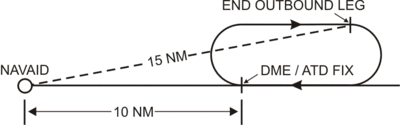 END OUTBOUND LEG
15 NM
NAVAID
DME / ATD FIX
10 NM